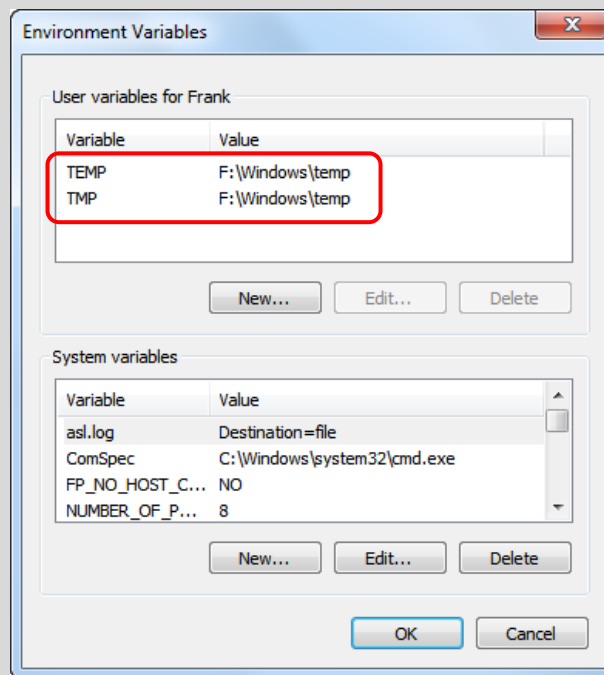 Environment Variables
User variables for Frank
Variable Value
TEMP F:\Windows\temp
TMP F:\Windows\temp
New... Edit... Delete
System variables
Variable Value
asl.log Destination=file
ComSpec C:\Windows\system32\cmd.exe
FP_NO_HOST_C... NO
NUMBER_OF_P... 8
New... Edit... Delete
OK Cancel